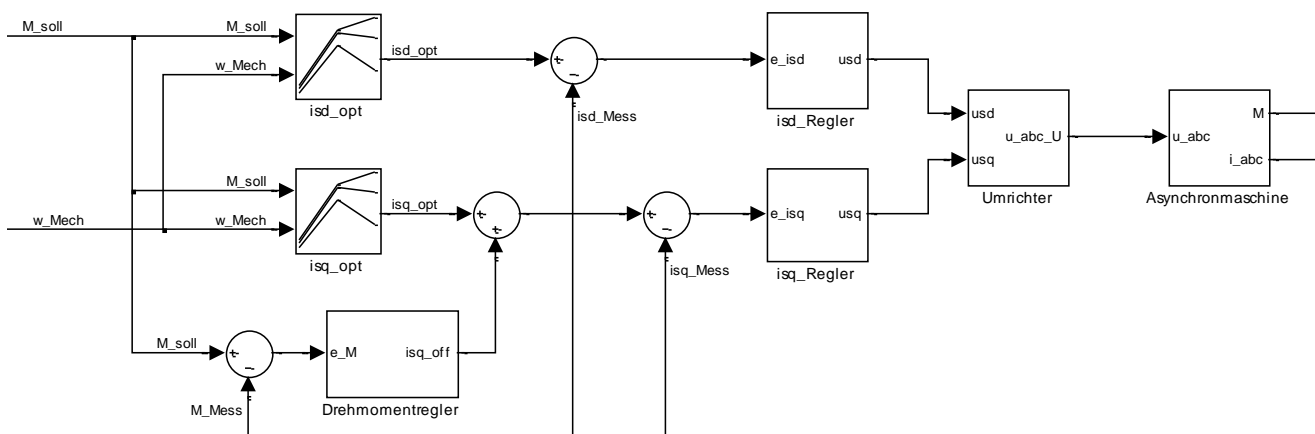 M_soll
M_soll
w_Mech
isd_opt
isd_opt
isd_Mess
e_isd
usd
isd_Regler
M_soll
w_Mech
w_Mech
isq_opt
isq_opt
isq_Mess
e_isq
usq
isq_Regler
usd
usq
u_abc_U
Umrichter
u_abc
M
i_abc
Asynchronmaschine
M_soll
M_Mess
e_M
isq_off
Drehmomentregler